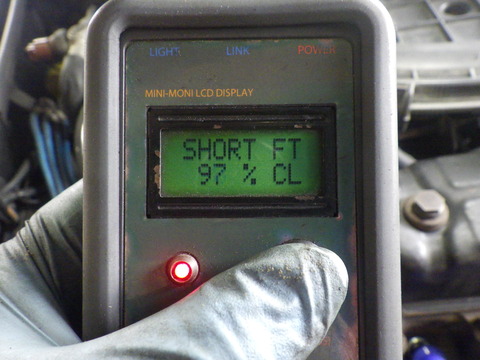 LIGHT LINK POWER
MINI-MONI LCD DISPLAY
SHORT FT
97 % CL